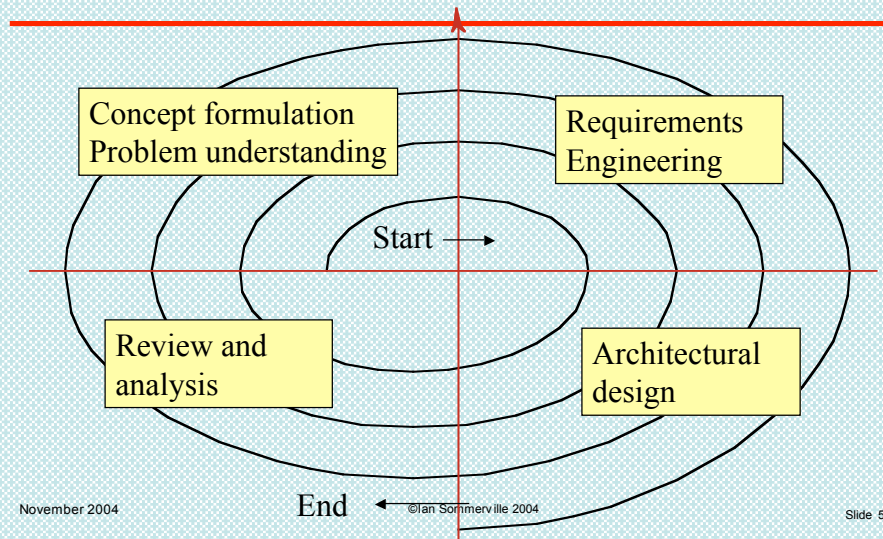 Concept formulation
Problem understanding
Requirements
Engineering
Start
Review and
analysis
Architectural
design
End
November 2004
©Ian Sommerville 2004
Slide 5